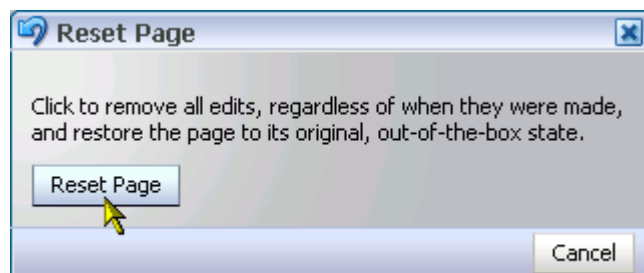 Reset Page
Click to remove all edits, regardless of when they were made,
and restore the page to its original, out-of-the-box state.
Reset Page
Cancel